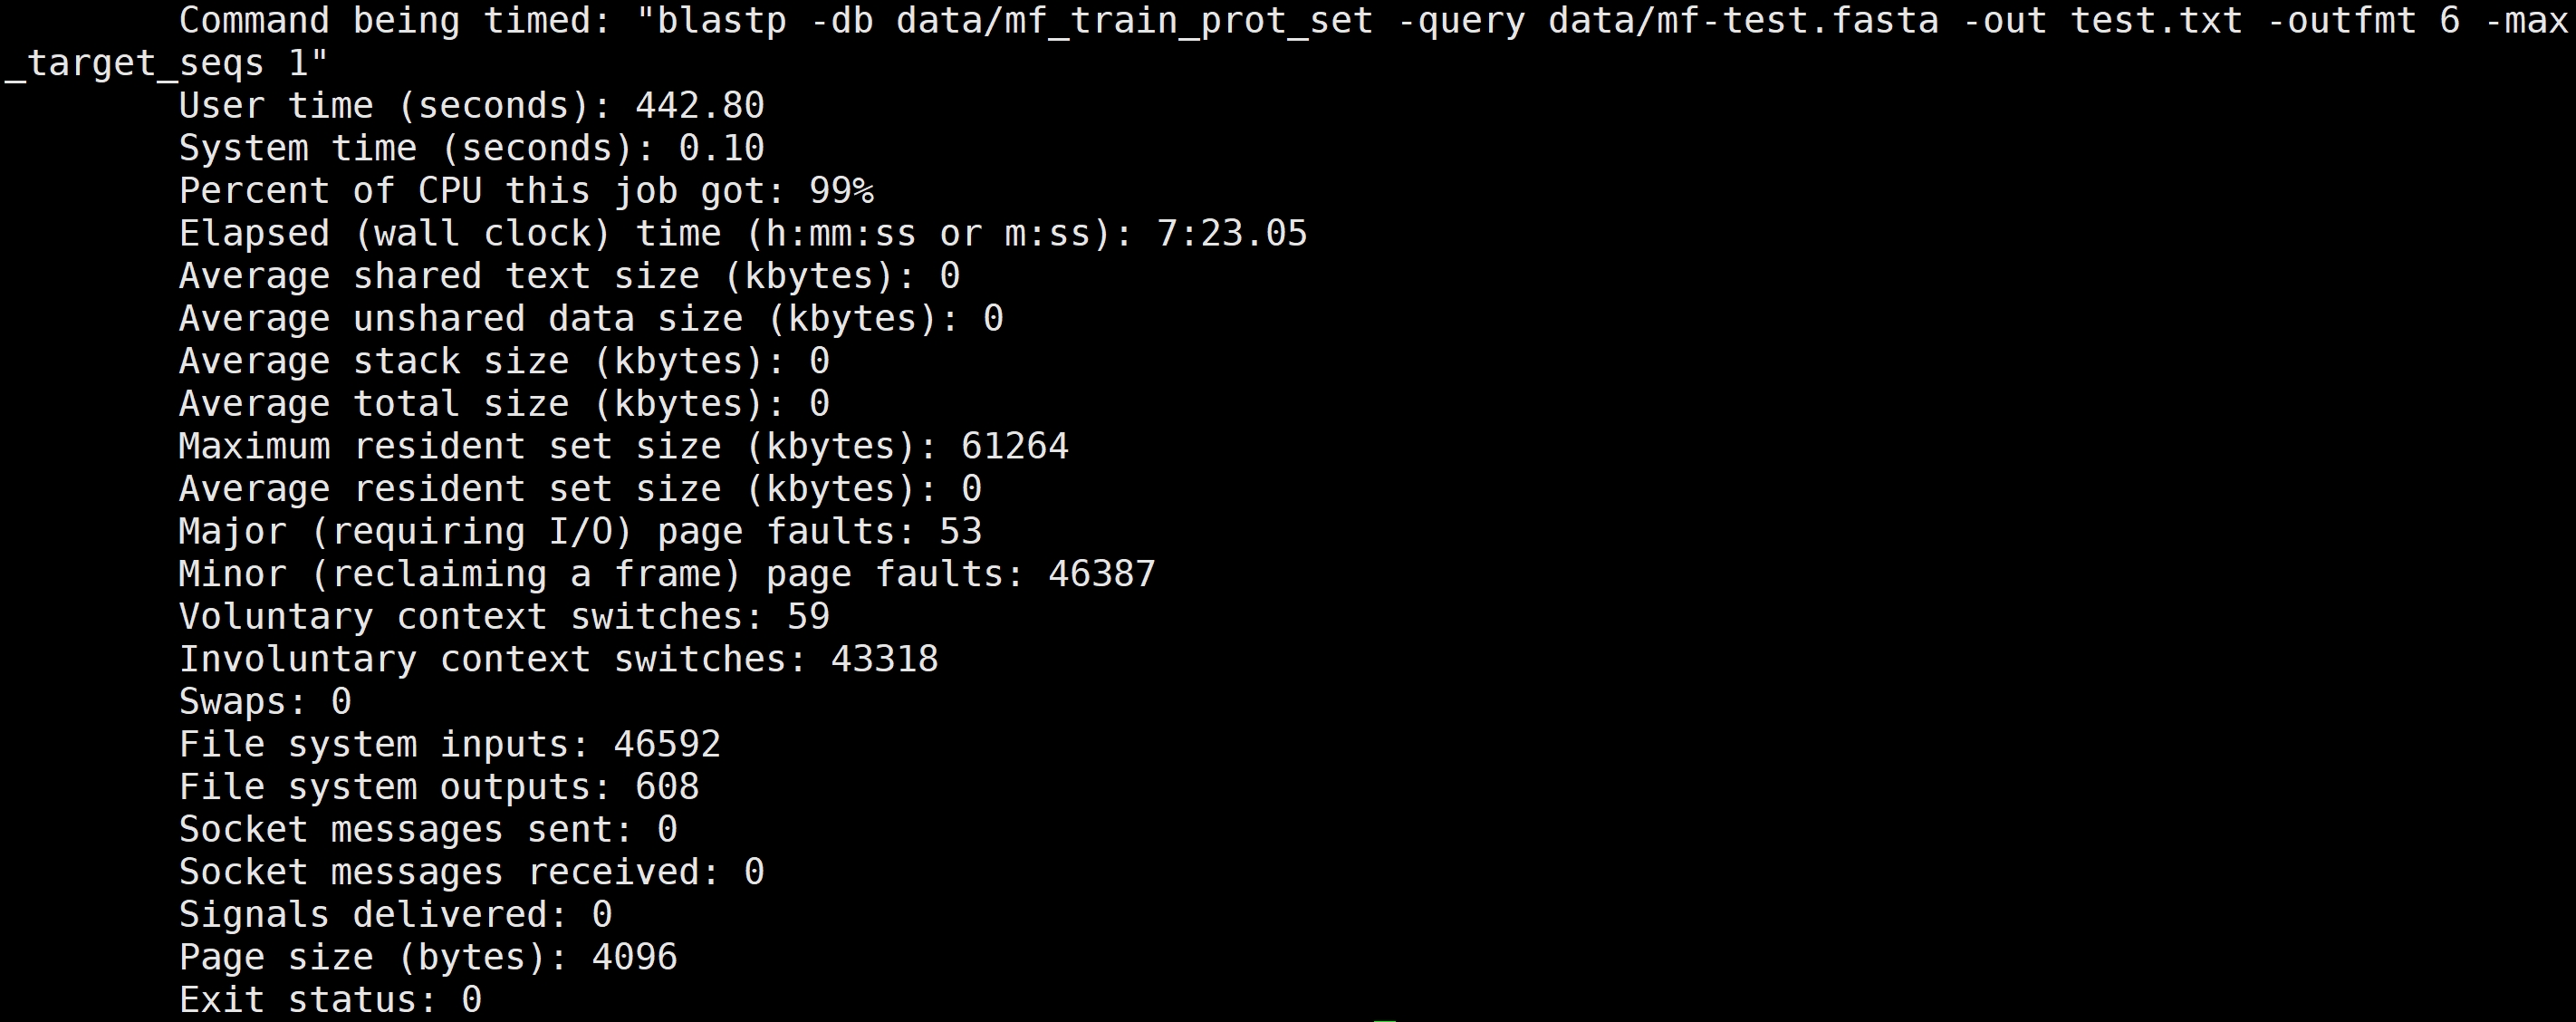 Command being timed: "blastp -db data/mf_train_prot_set -query data/mf-test.fasta -out test.txt -outfmt 6 -max
_target_seqs 1"
User time (seconds): 442.80
System time (seconds): 0.10
Percent of CPU this job got: 99%
Elapsed (wall clock) time (h:mm:ss or m:ss): 7:23.05
Average shared text size (kbytes): 0
Average unshared data size (kbytes): 0
Average stack size (kbytes): 0
Average total size (kbytes): 0
Maximum resident set size (kbytes): 61264
Average resident set size (kbytes): 0
Major (requiring I/O) page faults: 53
Minor (reclaiming a frame) page faults: 46387
Voluntary context switches: 59
Involuntary context switches: 43318
Swaps: 0
File system inputs: 46592
File system outputs: 608
Socket messages sent: 0
Socket messages received: 0
Signals delivered: 0
Page size (bytes): 4096
Exit status: 0